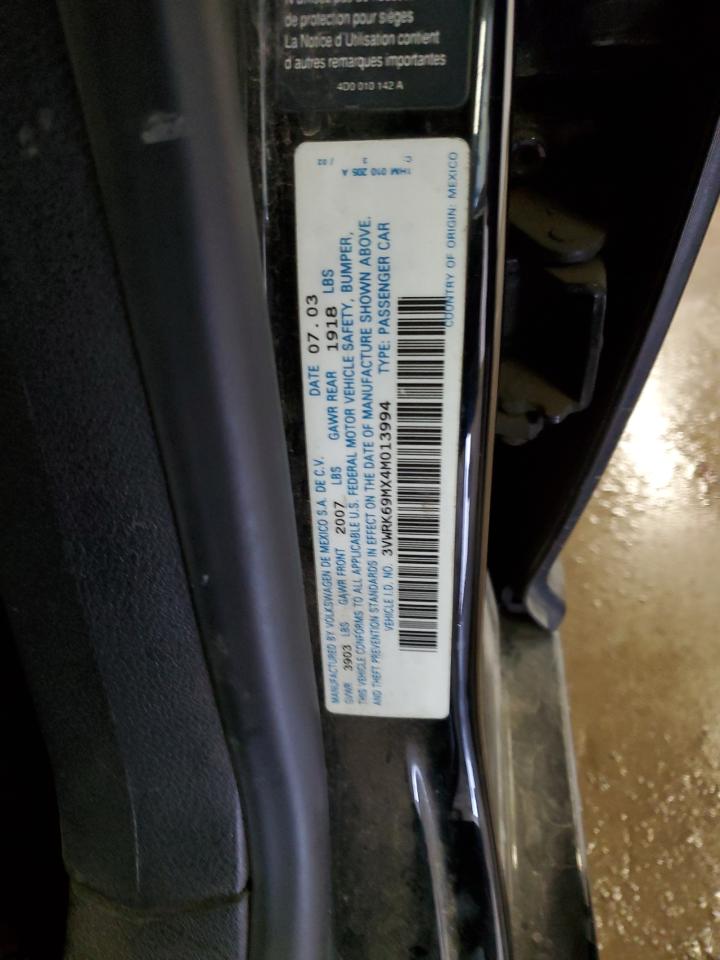 de protection pour sièges
La Notice d'Utilisation contient
d'autres remarques importantes
4D0 010 142 A
MANUFACTURED BY VOLKSWAGEN DE MEXICO S.A. DE C.V. DATE 07.03
GVWR 3903 LBS GAWR FRONT 2007 LBS GAWR REAR 1918 LBS
THIS VEHICLE CONFORMS TO ALL APPLICABLE U.S. FEDERAL MOTOR VEHICLE SAFETY, BUMPER,
AND THEFT PREVENTION STANDARDS IN EFFECT ON THE DATE OF MANUFACTURE SHOWN ABOVE.
VEHICLE I.D. NO. 3VWRK69MX4M013994 TYPE: PASSENGER CAR
COUNTRY OF ORIGIN: MEXICO
1HM 010 205 A